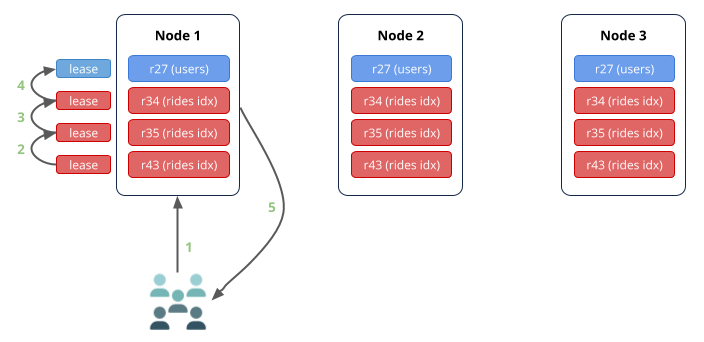 Node 1
Node 2
Node 3
lease
r27 (users)
r27 (users)
r27 (users)
4
lease
r34 (rides idx)
r34 (rides idx)
r34 (rides idx)
3
lease
r35 (rides idx)
r35 (rides idx)
r35 (rides idx)
2
lease
r43 (rides idx)
r43 (rides idx)
r43 (rides idx)
5
1